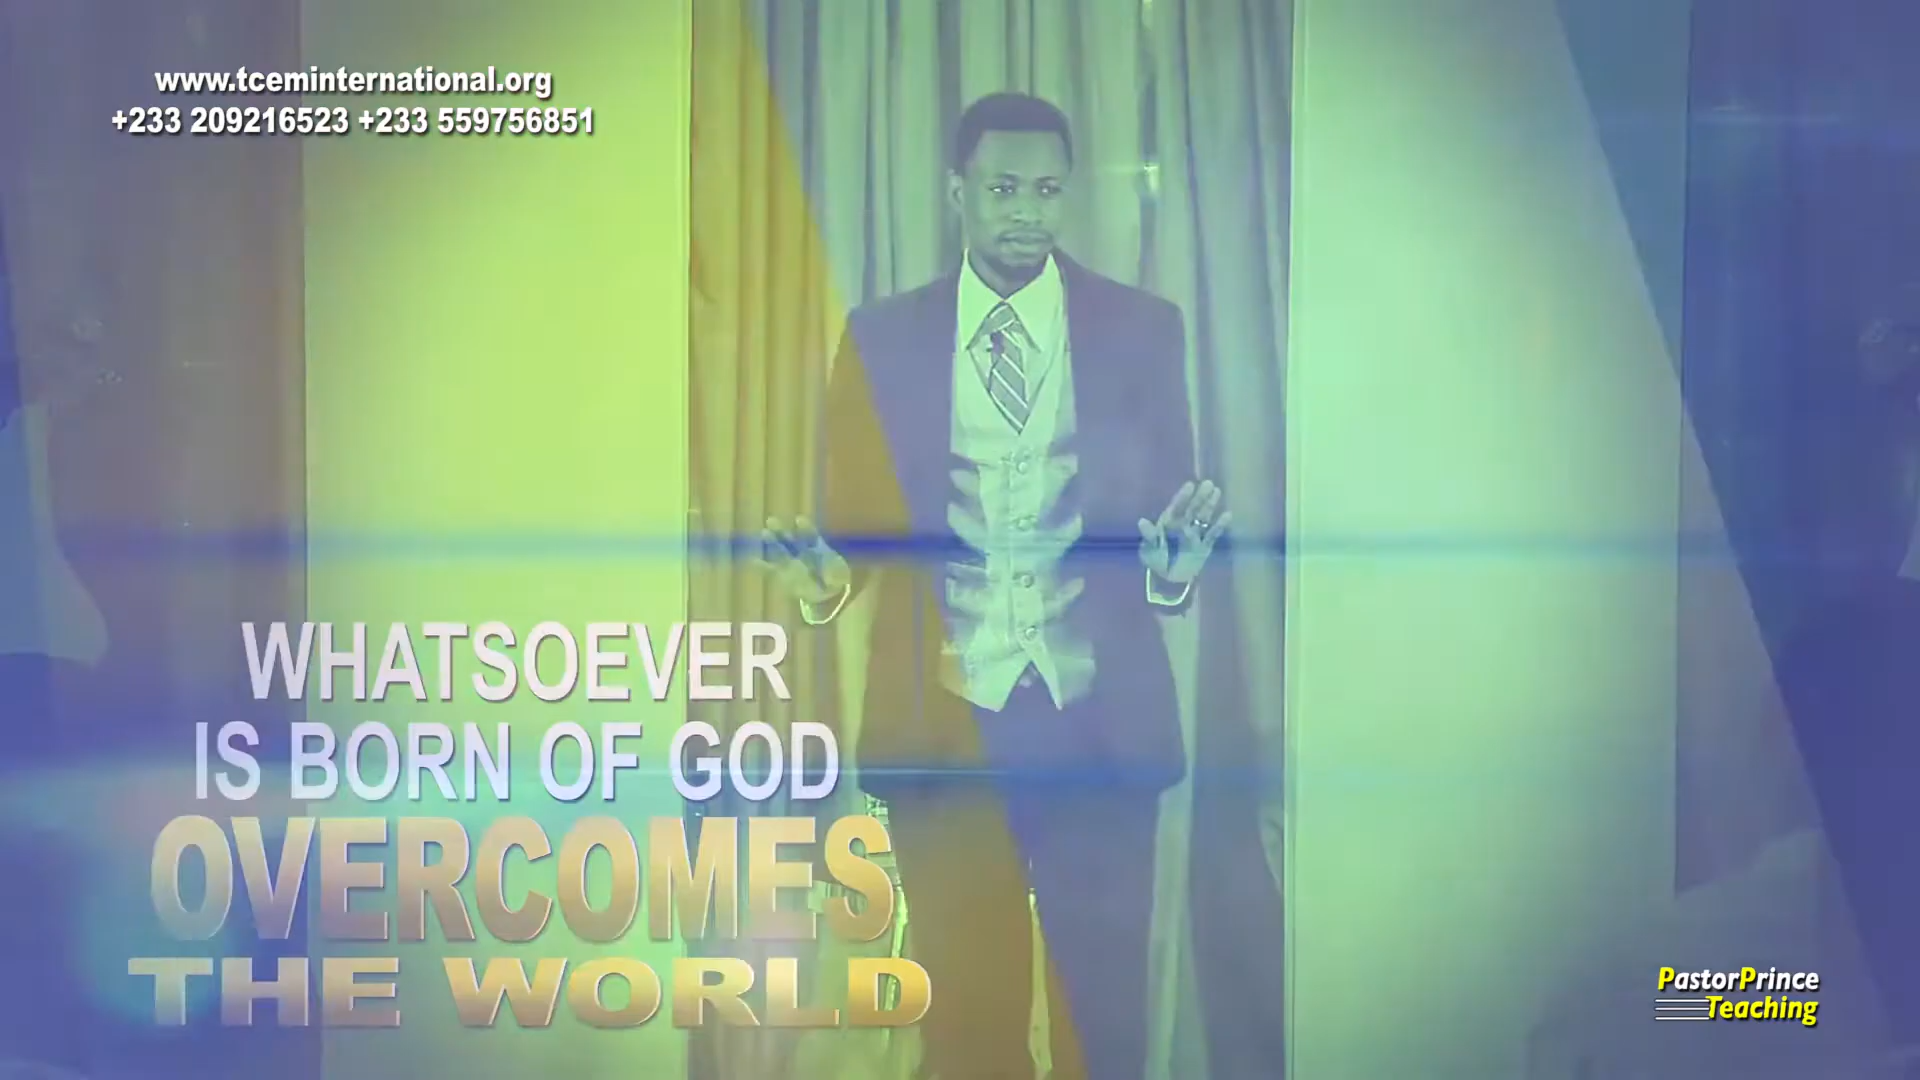 www.tceminternational.org
+233 209216523 +233 559756851
WHATSOEVER
IS BORN OF GOD
OVERCOMES
THE WORLD
PastorPrince
Teaching